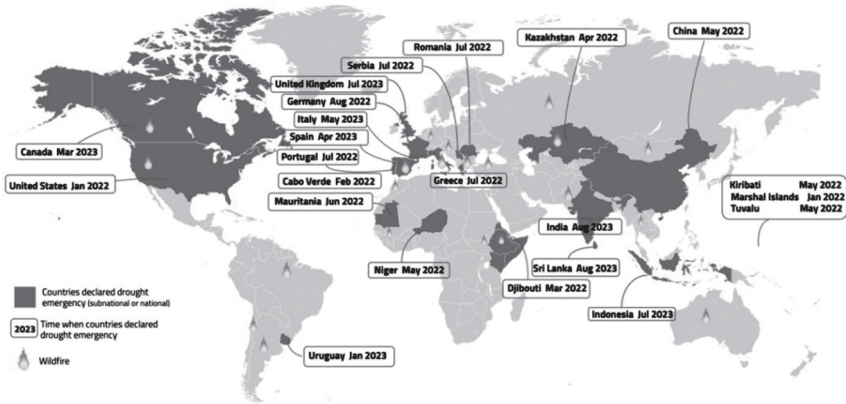 China May 2022
Kazakhstan Apr 2022
Romania Jul 2022
Serbia Jul 2022
United Kingdom Jul 2023
Germany Aug 2022
Italy May 2023
Spain Apr 2023
Canada Mar 2023
Portugal Jul 2022
Cabo Verde Feb 2022
Greece Jul 2022
United States Jan 2022
Kiribati May 2022
Marshal Islands Jan 2022
Tuvalu May 2022
Mauritania Jun 2022
India Aug 2023
Niger May 2022
Sri Lanka Aug 2023
Djibouti Mar 2022
Indonesia Jul 2023
Countries declared drought
emergency (subnational or national)
2023 Time when countries declared
drought emergency
Wildfire
Uruguay Jan 2023